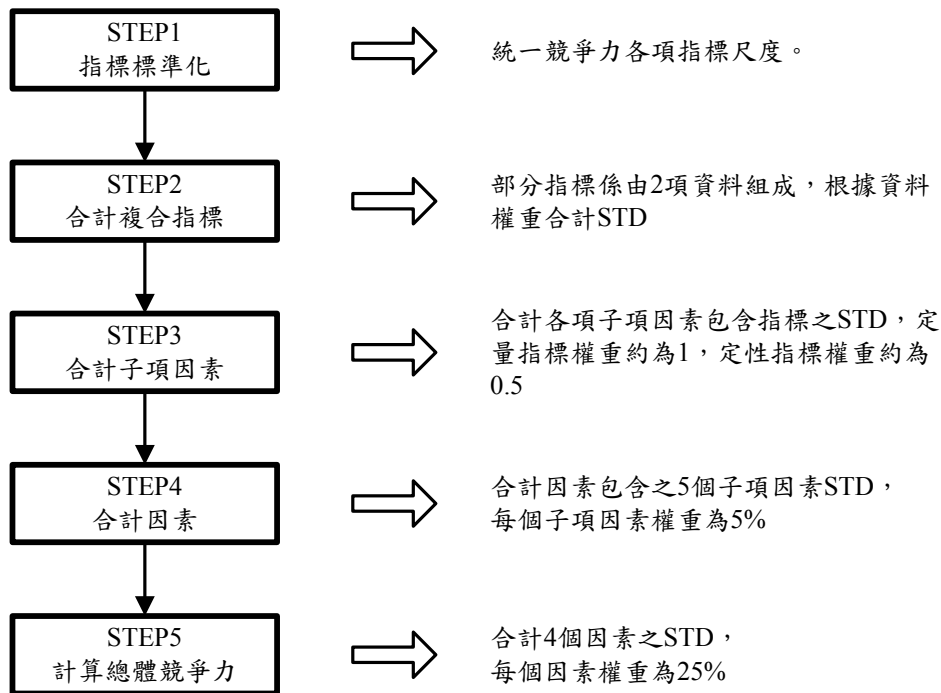 STEP1
指標標準化
統一競爭力各項指標尺度。
STEP2
合計複合指標
部分指標係由2項資料組成，根據資料
權重合計STD
STEP3
合計子項因素
合計各項子項因素包含指標之STD，定
量指標權重約為1，定性指標權重約為
0.5
STEP4
合計因素
合計因素包含之5個子項因素STD，
每個子項因素權重為5%
STEP5
計算總體競爭力
合計4個因素之STD，
每個因素權重為25%